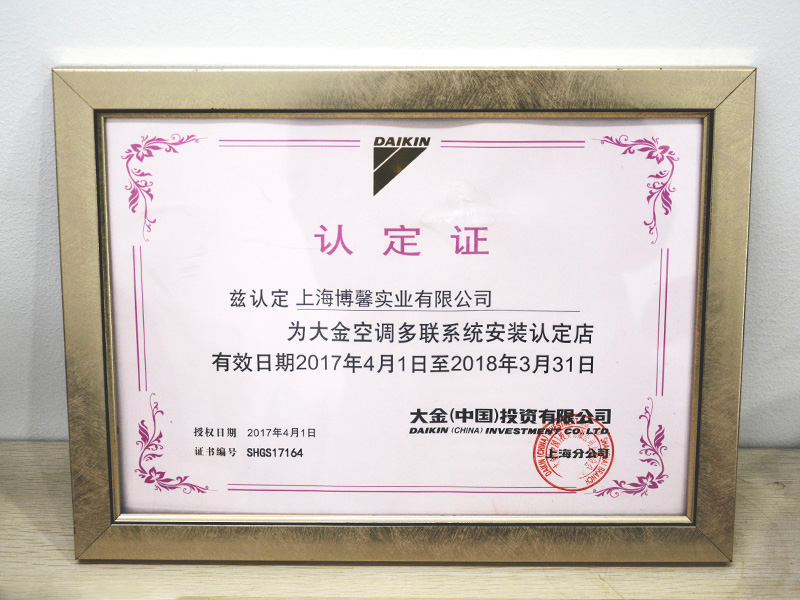 DAIKIN
认定证
兹认定 上海博馨实业有限公司
为大金空调多联系统安装认定店
有效日期2017年4月1日至2018年3月31日
大金(中国)投资有限公司
DAIKIN (CHINA) INVESTMENT CO.,LTD
上海分公司
授权日期 2017年4月1日
证书编号 SHGS17164